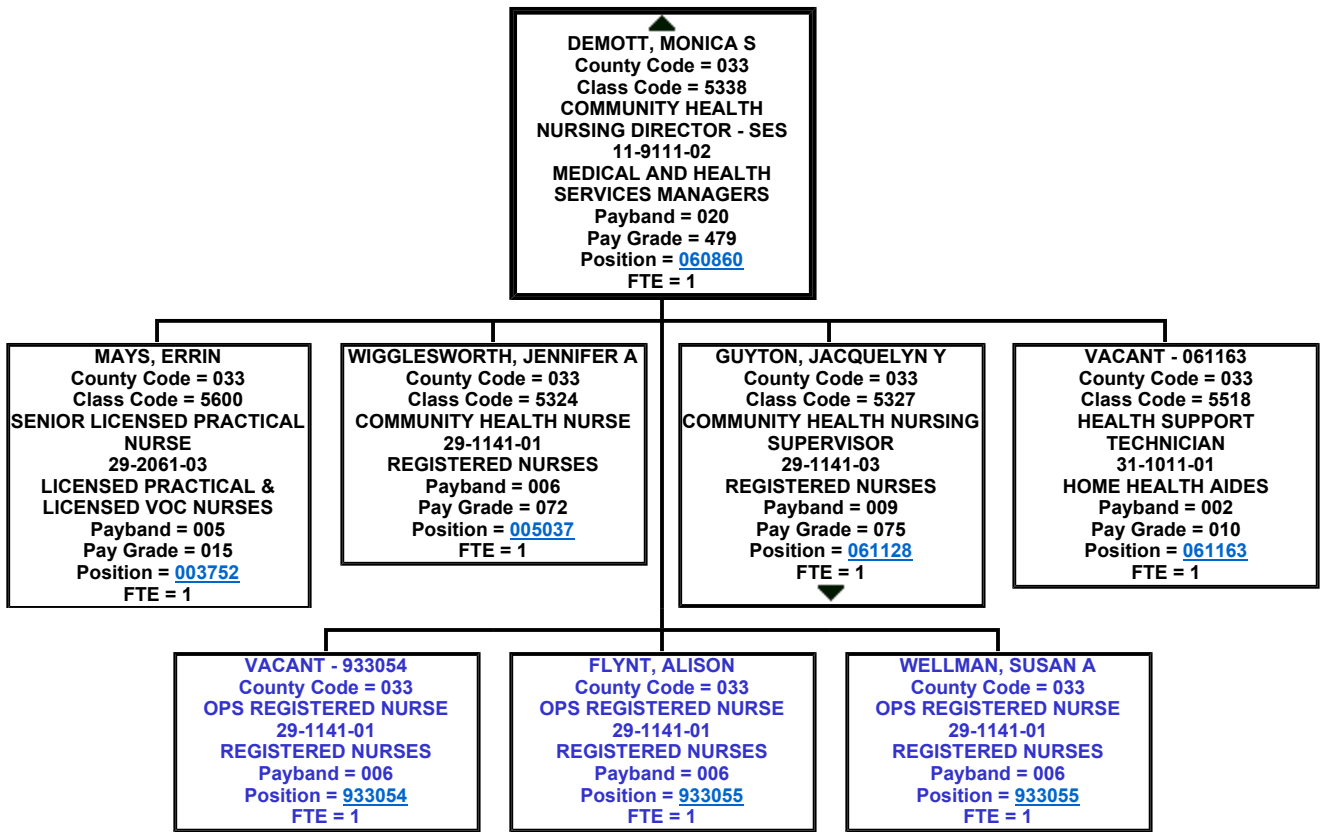 DEMOTT, MONICA S
County Code = 033
Class Code = 5338
COMMUNITY HEALTH
NURSING DIRECTOR - SES
11-9111-02
MEDICAL AND HEALTH
SERVICES MANAGERS
Payband = 020
Pay Grade = 479
Position = 060860
FTE = 1
MAYS, ERRIN
County Code = 033
Class Code = 5600
SENIOR LICENSED PRACTICAL
NURSE
29-2061-03
LICENSED PRACTICAL &
LICENSED VOC NURSES
Payband = 005
Pay Grade = 015
Position = 003752
FTE = 1
WIGGLESWORTH, JENNIFER A
County Code = 033
Class Code = 5324
COMMUNITY HEALTH NURSE
29-1141-01
REGISTERED NURSES
Payband = 006
Pay Grade = 072
Position = 005037
FTE = 1
GUYTON, JACQUELYN Y
County Code = 033
Class Code = 5327
COMMUNITY HEALTH NURSING
SUPERVISOR
29-1141-03
REGISTERED NURSES
Payband = 009
Pay Grade = 075
Position = 061128
FTE = 1
VACANT - 061163
County Code = 033
Class Code = 5518
HEALTH SUPPORT
TECHNICIAN
31-1011-01
HOME HEALTH AIDES
Payband = 002
Pay Grade = 010
Position = 061163
FTE = 1
VACANT - 933054
County Code = 033
OPS REGISTERED NURSE
29-1141-01
REGISTERED NURSES
Payband = 006
Position = 933054
FTE = 1
FLYNT, ALISON
County Code = 033
OPS REGISTERED NURSE
29-1141-01
REGISTERED NURSES
Payband = 006
Position = 933055
FTE = 1
WELLMAN, SUSAN A
County Code = 033
OPS REGISTERED NURSE
29-1141-01
REGISTERED NURSES
Payband = 006
Position = 933055
FTE = 1